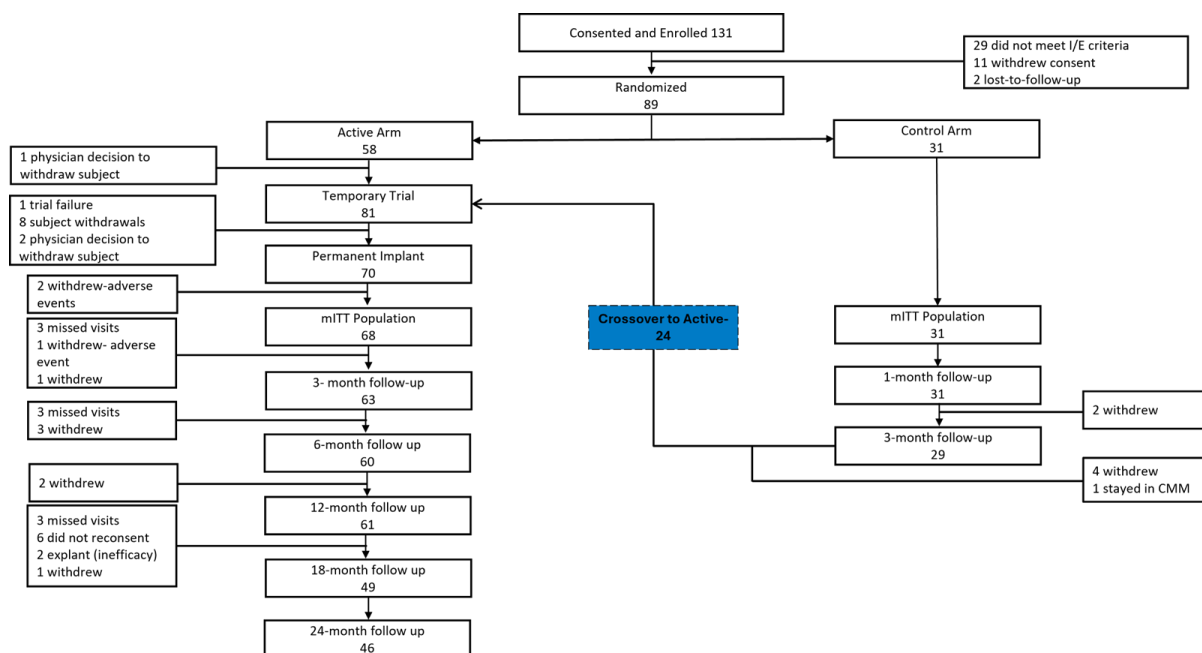 Consented and Enrolled 131
29 did not meet I/E criteria
11 withdrew consent
2 lost-to-follow-up
Randomized
89
Active Arm
58
Control Arm
31
1 physician decision to
withdraw subject
Temporary Trial
81
1 trial failure
8 subject withdrawals
2 physician decision to
withdraw subject
Permanent Implant
70
2 withdrew-adverse
events
mITT Population
68
Crossover to Active-
24
mITT Population
31
3 missed visits
1 withdrew- adverse
event
1 withdrew
3- month follow-up
63
1-month follow-up
31
2 withdrew
3 missed visits
3 withdrew
6-month follow up
60
3-month follow-up
29
4 withdrew
1 stayed in CMM
2 withdrew
12-month follow up
61
3 missed visits
6 did not reconsent
2 explant (inefficacy)
1 withdrew
18-month follow up
49
24-month follow up
46